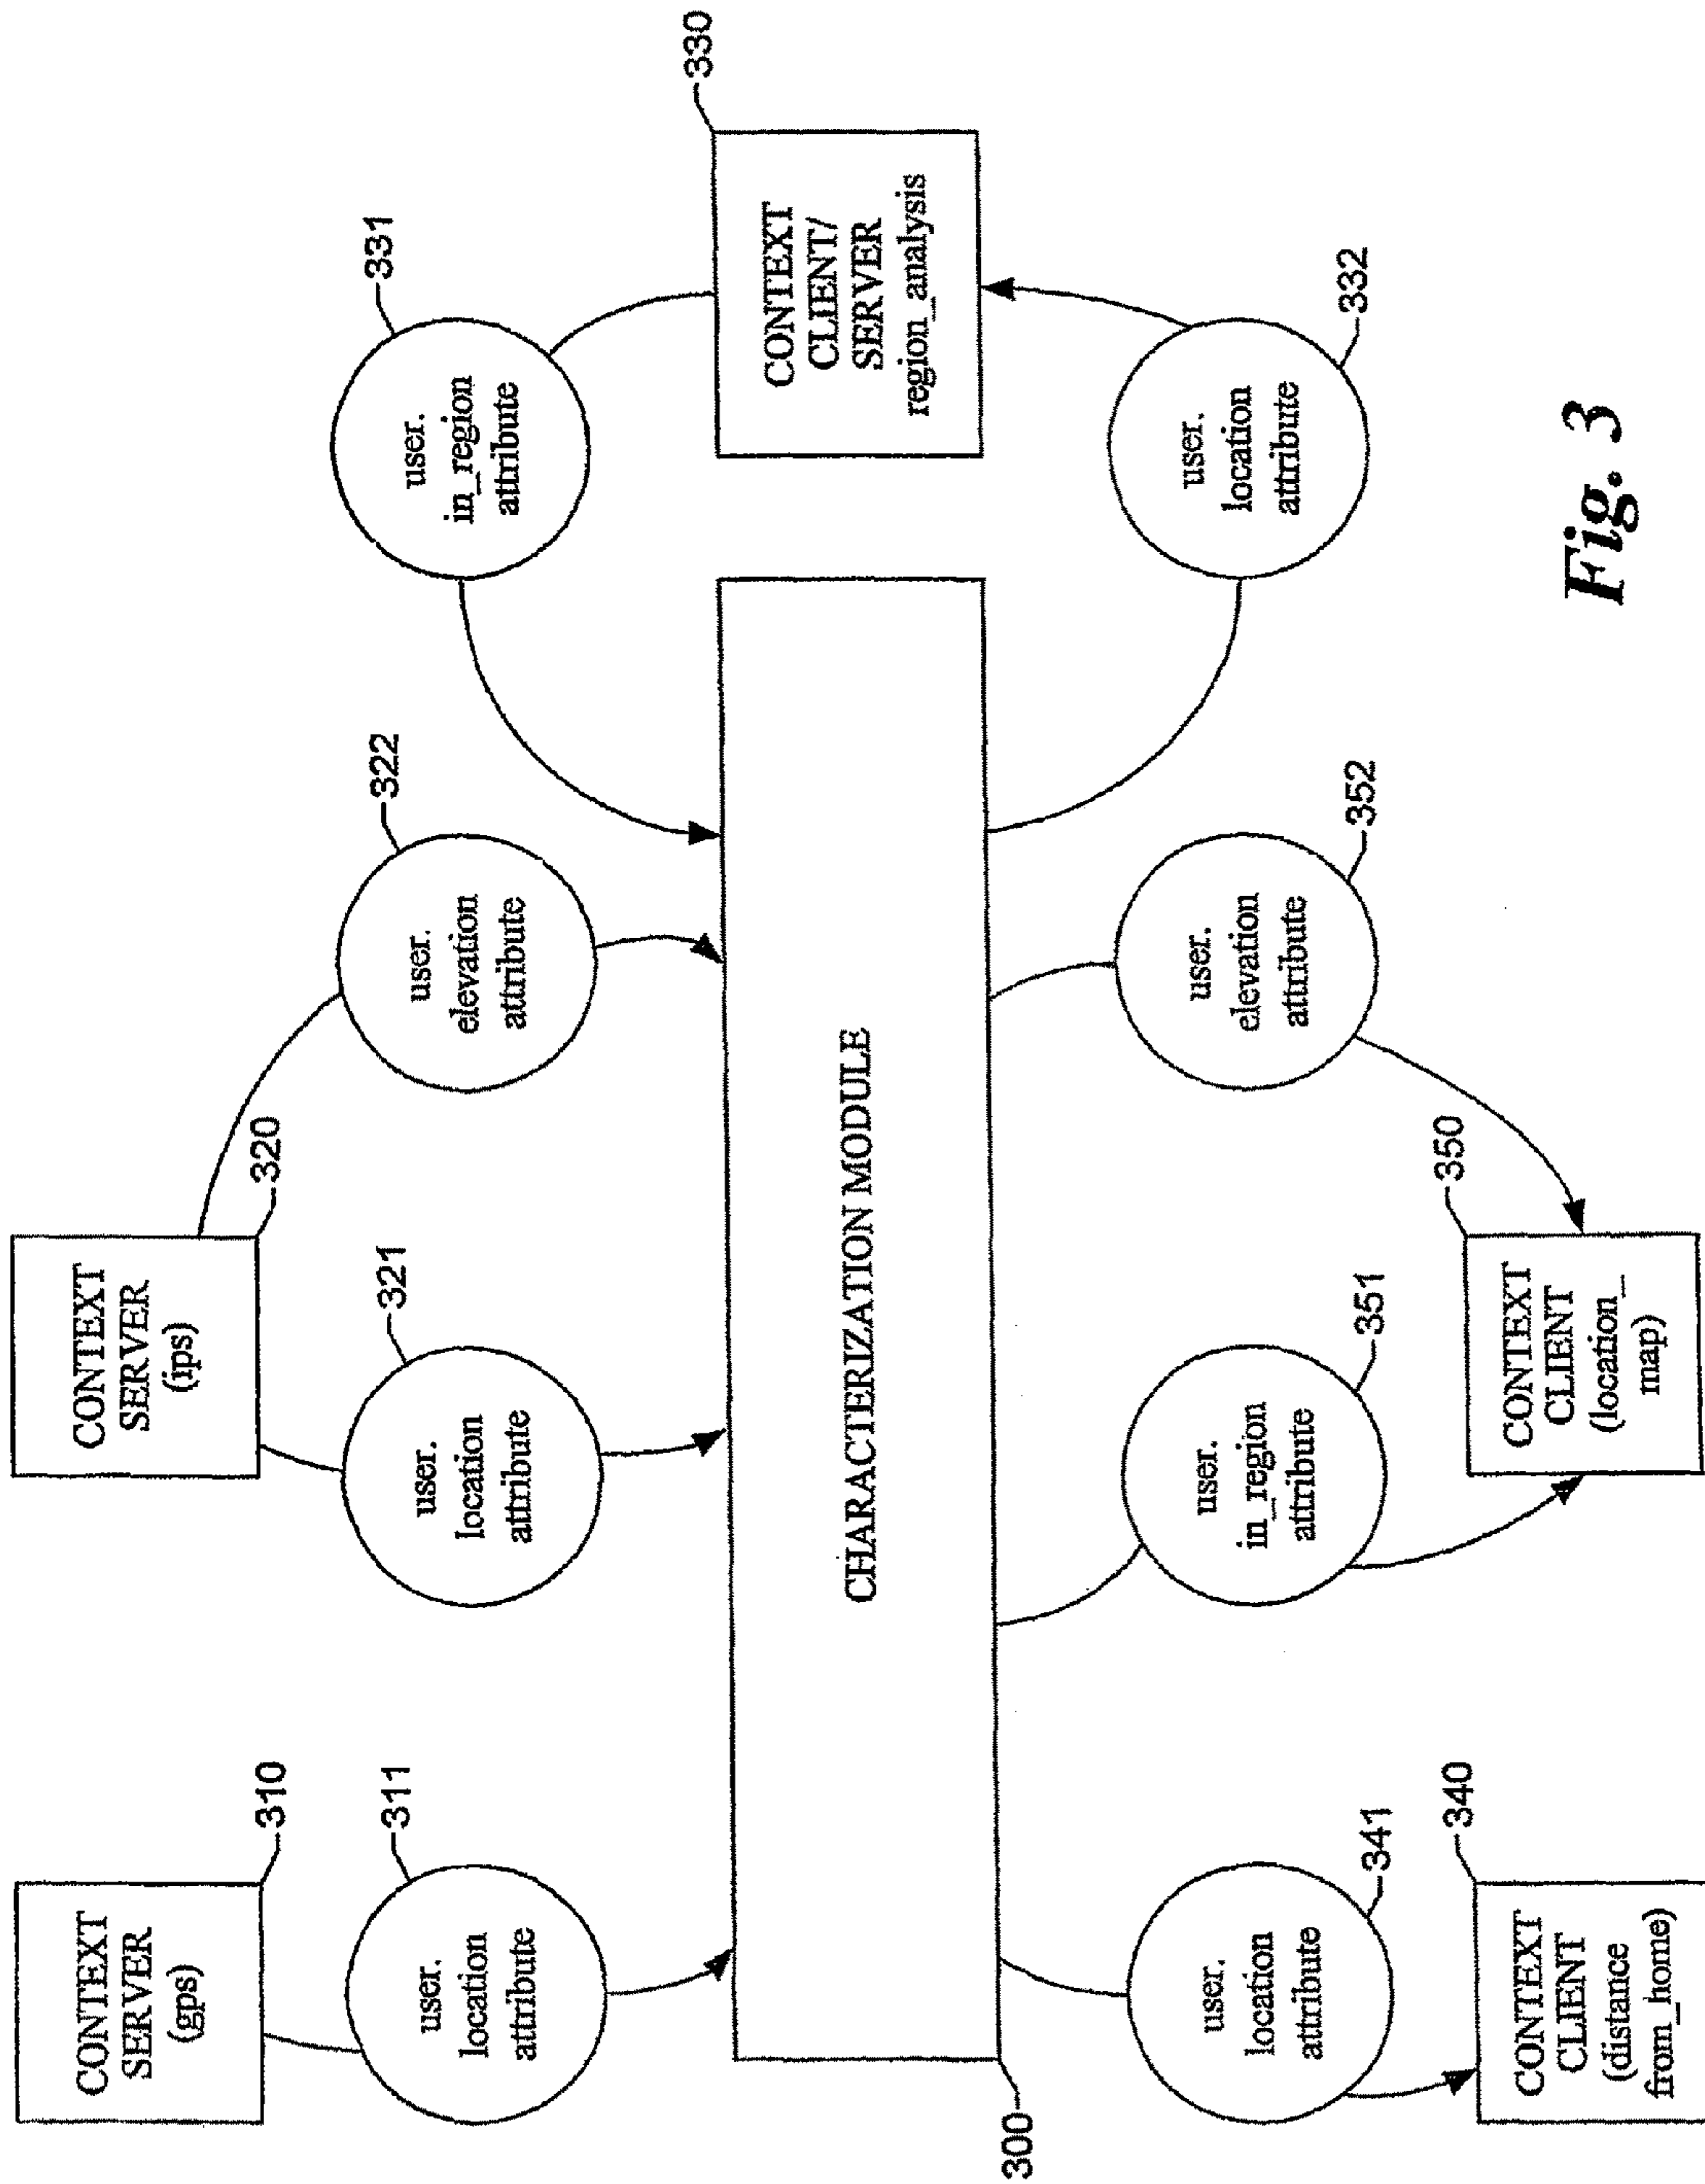 CONTEXT
SERVER
(gps)
310
user.
location
attribute
311
CONTEXT
SERVER
(ips)
320
user.
location
attribute
321
user.
elevation
attribute
322
user.
in_region
attribute
331
CHARACTERIZATION MODULE
300
CONTEXT
CLIENT/
SERVER
region_analysis
330
user.
location
attribute
341
user.
in_region
attribute
351
user.
elevation
attribute
352
user.
location
attribute
332
CONTEXT
CLIENT
(distance
from_home)
340
CONTEXT
CLIENT
(location_
map)
350
Fig. 3